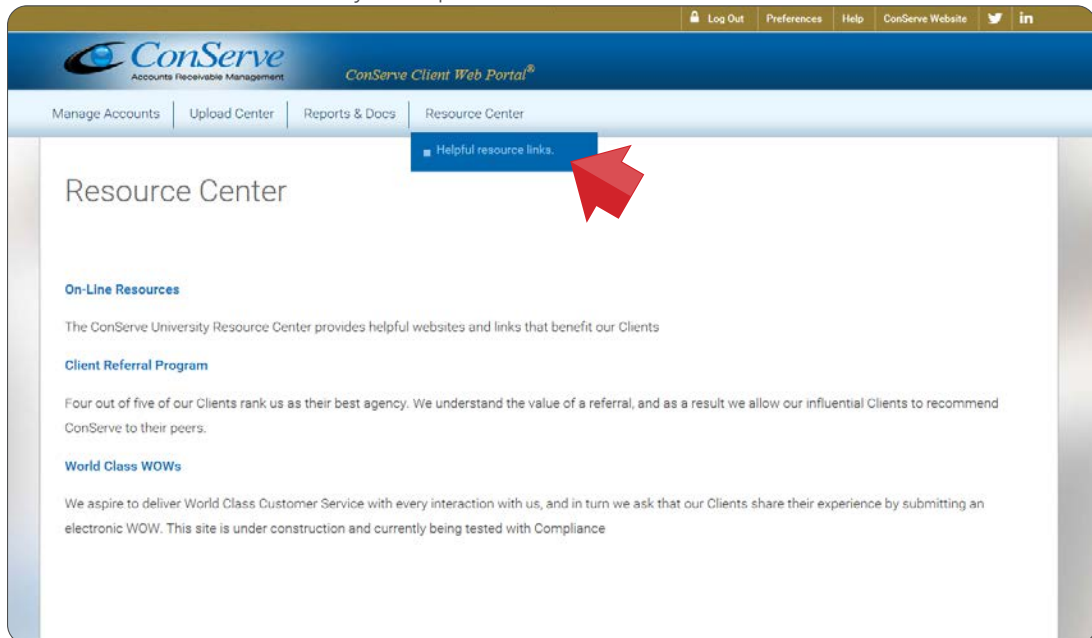 Log Out Preferences Help ConServe Website in
ConServe
Accounts Receivable Management
ConServe Client Web Portal®
Manage Accounts Upload Center Reports & Docs Resource Center
Helpful resource links.
Resource Center
On-Line Resources
The ConServe University Resource Center provides helpful websites and links that benefit our Clients
Client Referral Program
Four out of five of our Clients rank us as their best agency. We understand the value of a referral, and as a result we allow our influential Clients to recommend
ConServe to their peers.
World Class WOWs
We aspire to deliver World Class Customer Service with every interaction with us, and in turn we ask that our Clients share their experience by submitting an
electronic WOW. This site is under construction and currently being tested with Compliance